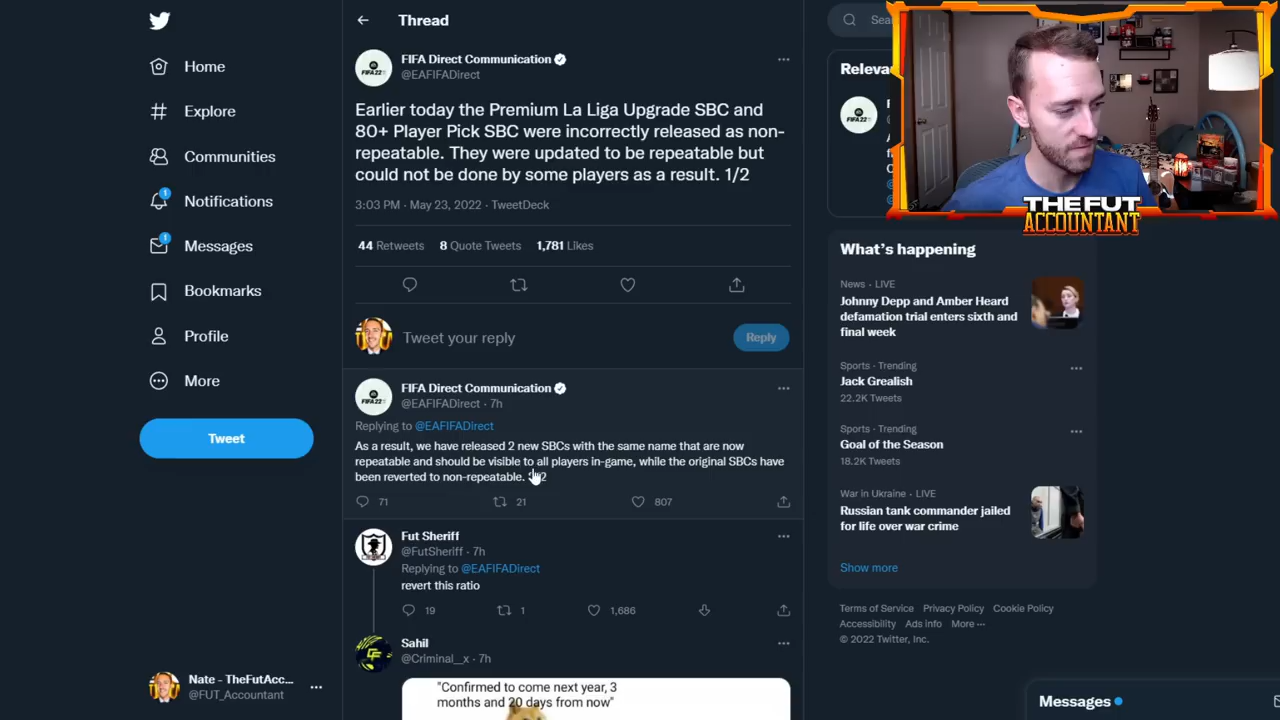 Home
Explore
Communities
1
Notifications
1
Messages
Bookmarks
Profile
More
Tweet
Nate - TheFutAcc...
@FUT_Accountant
Thread
FIFA Direct Communication
@EAFIFADirect
Earlier today the Premium La Liga Upgrade SBC and
80+ Player Pick SBC were incorrectly released as non-
repeatable. They were updated to be repeatable but
could not be done by some players as a result. 1/2
3:03 PM · May 23, 2022 · TweetDeck
44 Retweets 8 Quote Tweets 1,781 Likes
Tweet your reply
Reply
FIFA Direct Communication
@EAFIFADirect · 7h
Replying to @EAFIFADirect
As a result, we have released 2 new SBCs with the same name that are now
repeatable and should be visible to all players in-game, while the original SBCs have
been reverted to non-repeatable.
71 21 807
Fut Sheriff
@FutSheriff · 7h
Replying to @EAFIFADirect
revert this ratio
19 1 1,686
Sahil
@Criminal__x · 7h
"Confirmed to come next year, 3
months and 20 days from now"
Sea
Relevan
THE FUT
ACCOUNTANT
What's happening
News · LIVE
Johnny Depp and Amber Heard
defamation trial enters sixth and
final week
Sports · Trending
Jack Grealish
22.2K Tweets
Sports · Trending
Goal of the Season
18.2K Tweets
War in Ukraine · LIVE
Russian tank commander jailed
for life over war crime
Show more
Terms of Service Privacy Policy Cookie Policy
Accessibility Ads info More ···
© 2022 Twitter, Inc.
Messages